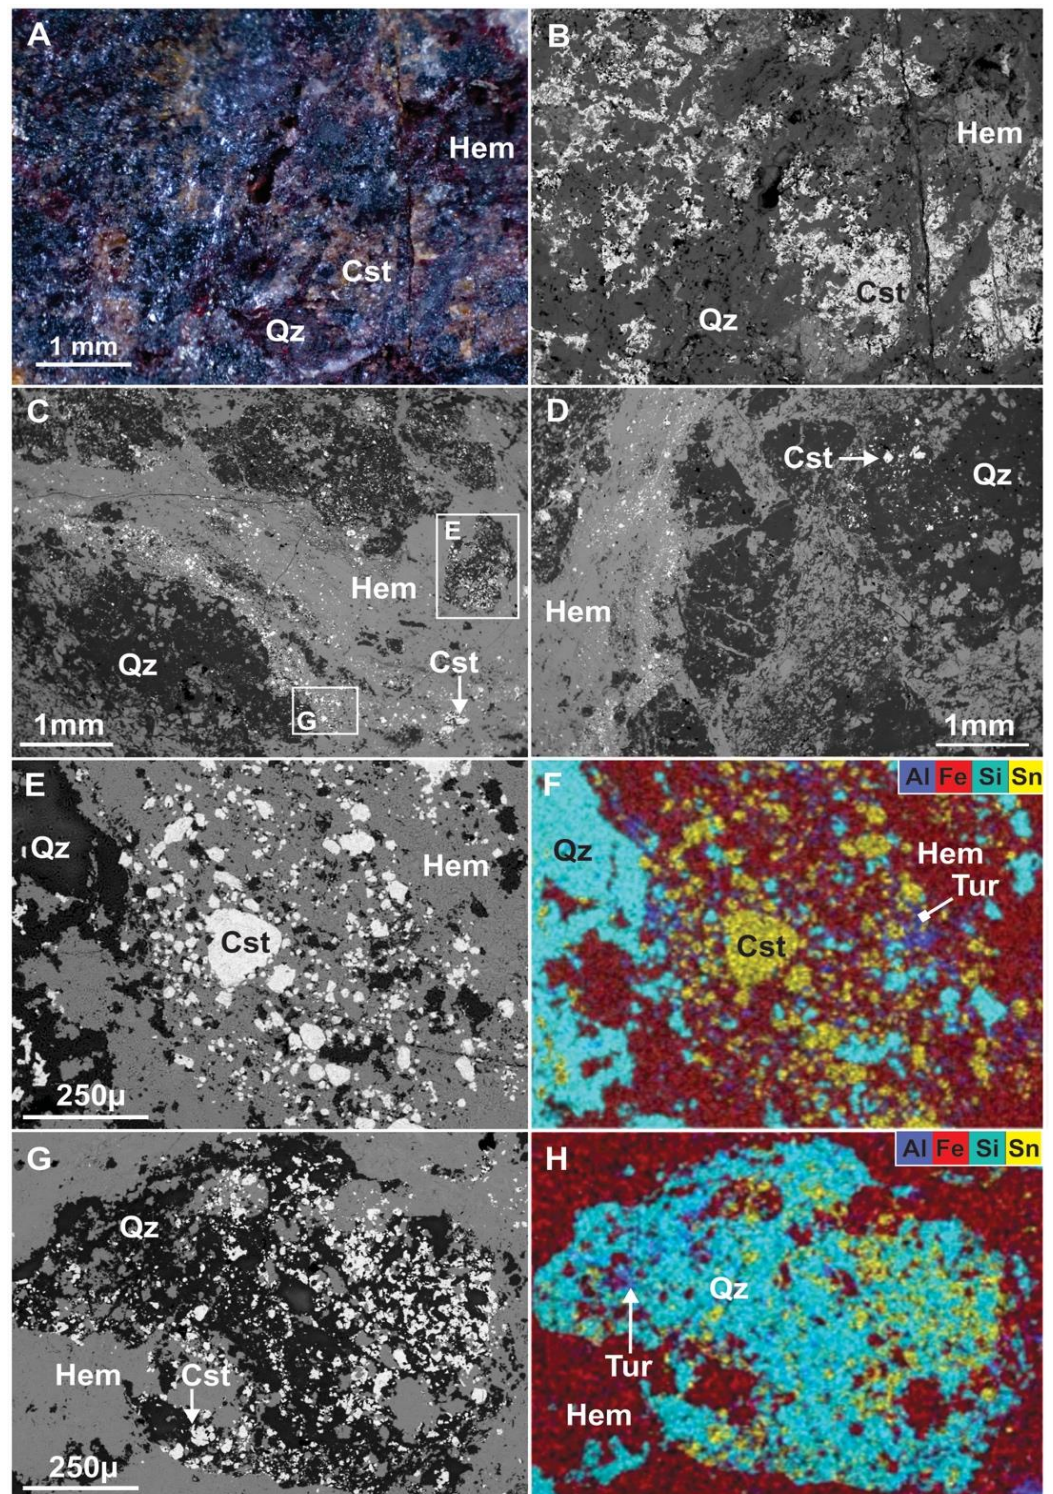 A
Hem
Cst
Qz
1 mm
B
Hem
Cst
Qz
C
E
Hem
Qz
Cst
G
1mm
D
Cst
Qz
Hem
1mm
E
Qz
Hem
Cst
250μ
F
Al Fe Si Sn
Qz
Hem
Tur
Cst
G
Qz
Hem
Cst
250μ
H
Al Fe Si Sn
Qz
Tur
Hem